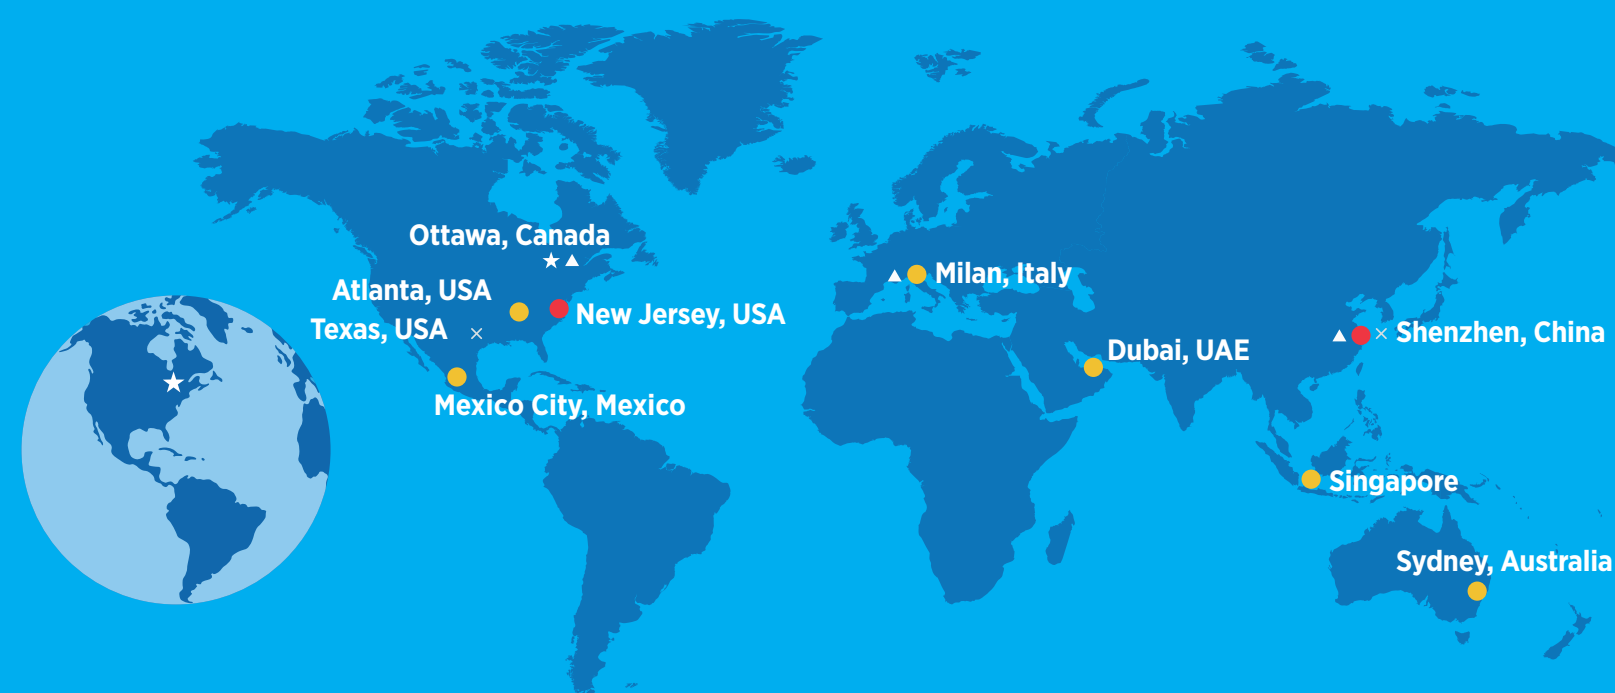 Ottawa, Canada
Atlanta, USA
Texas, USA
New Jersey, USA
Mexico City, Mexico
Milan, Italy
Dubai, UAE
Shenzhen, China
Singapore
Sydney, Australia